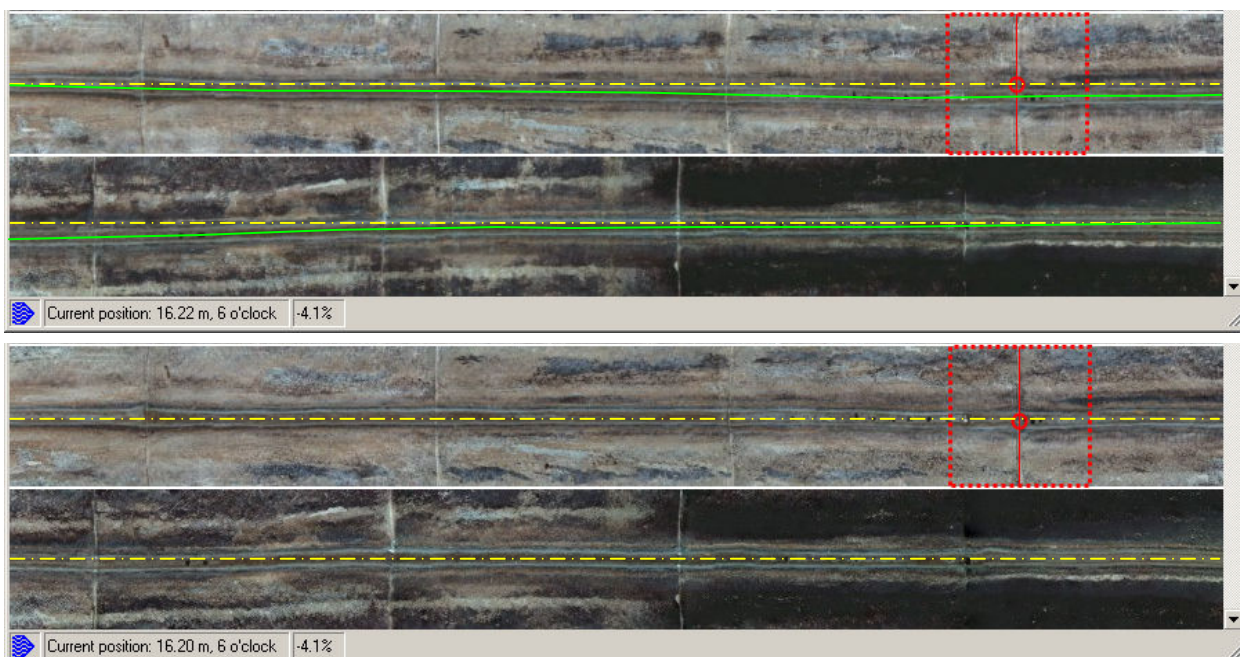 Current position: 16.22 m, 6 o'clock -4.1%
Current position: 16.20 m, 6 o'clock -4.1%